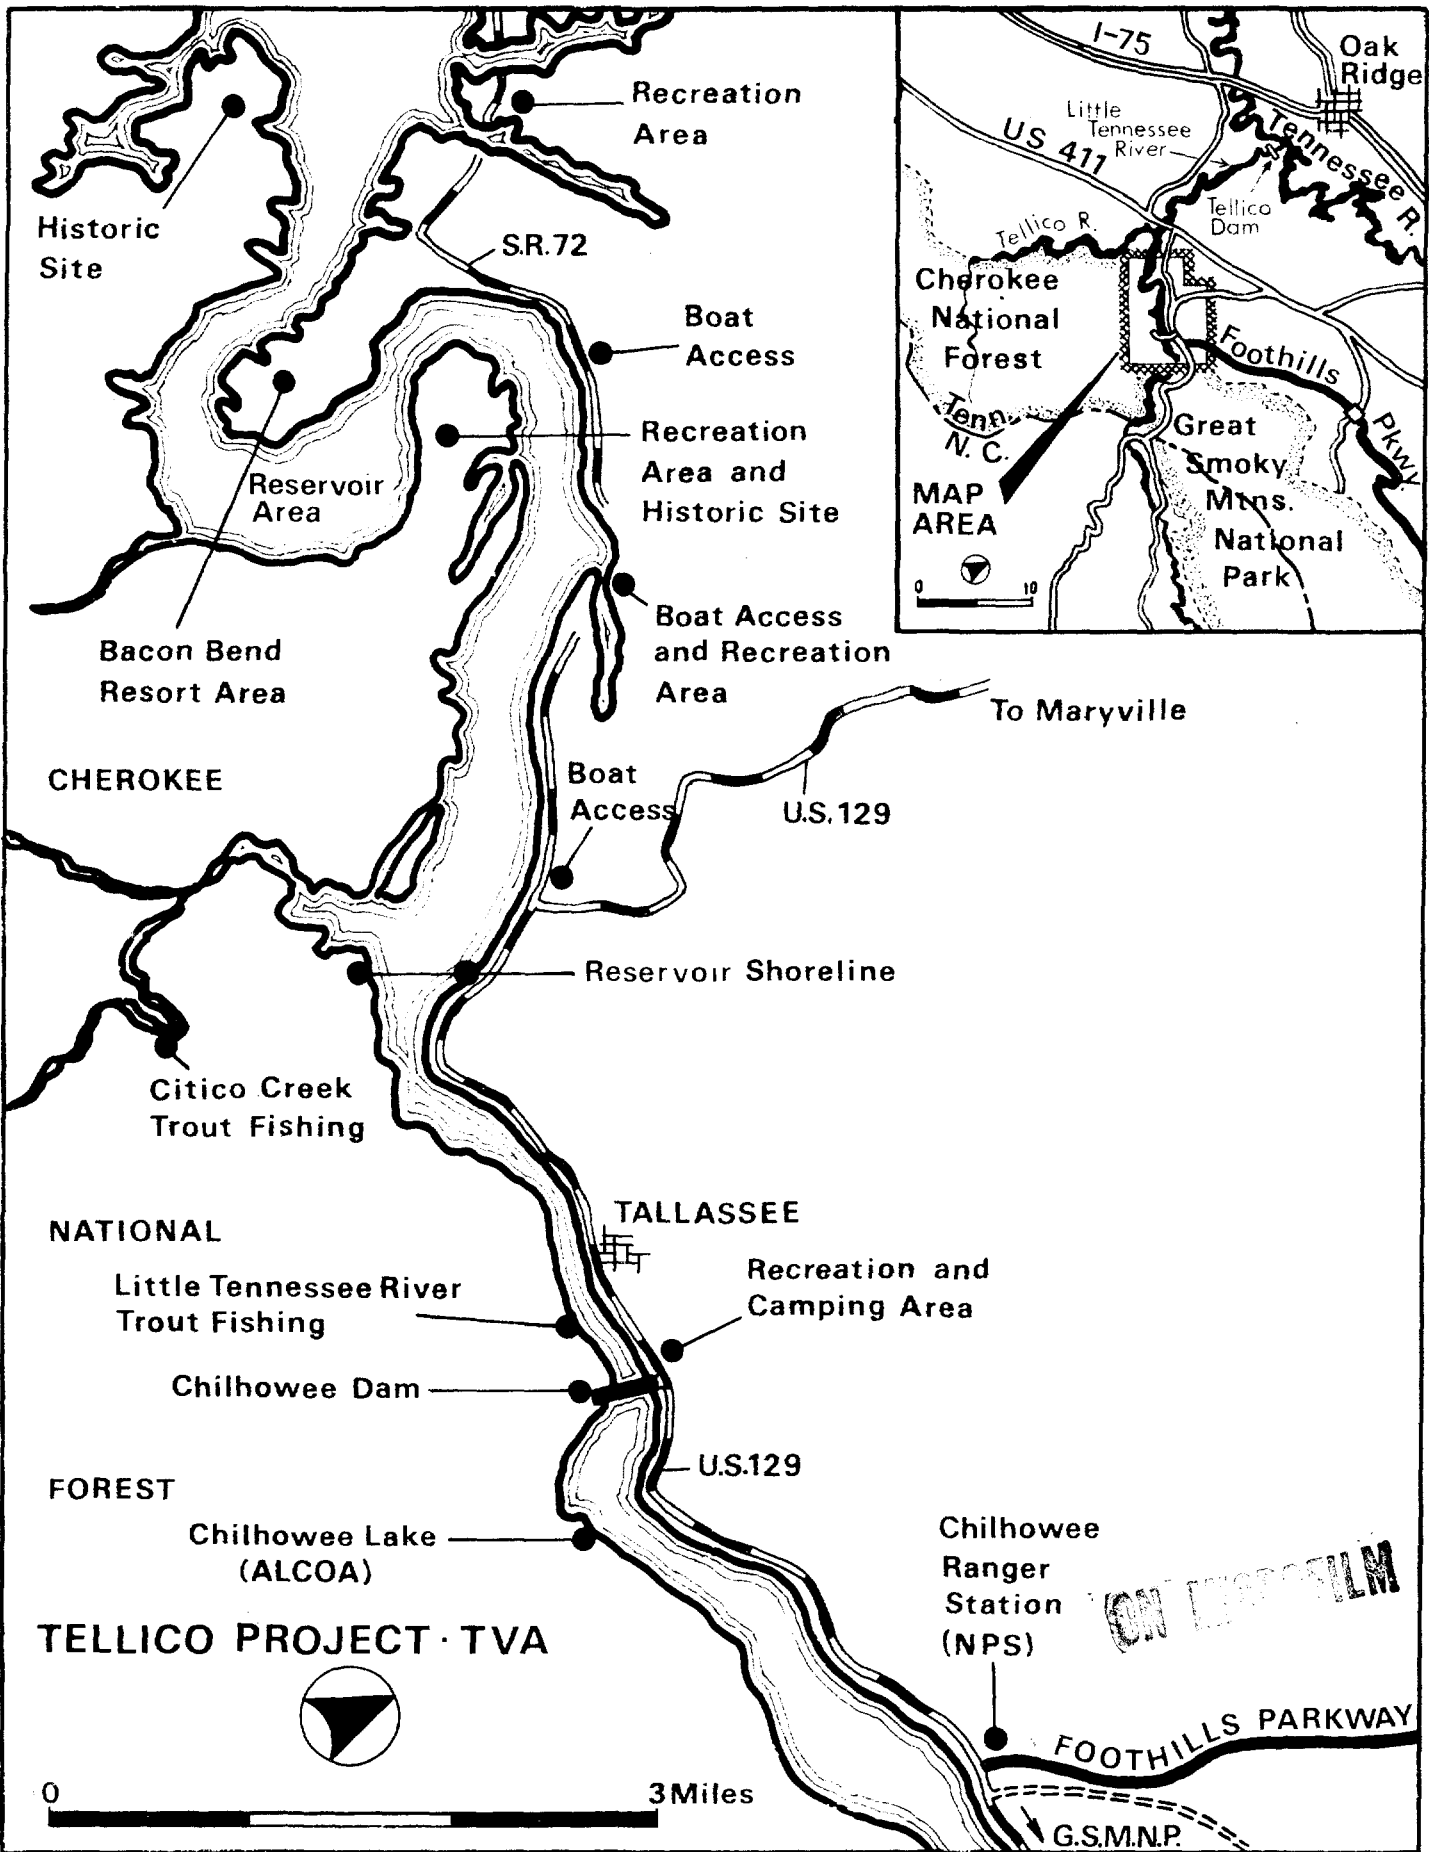 Recreation
Area
Historic
Site
S.R.72
Boat
Access
Recreation
Area and
Historic Site
Reservoir
Area
Boat Access
and Recreation
Area
Bacon Bend
Resort Area
To Maryville
CHEROKEE
Boat
Access
U.S.129
Reservoir Shoreline
Citico Creek
Trout Fishing
TALLASSEE
NATIONAL
Recreation and
Camping Area
Little Tennessee River
Trout Fishing
Chilhowee Dam
U.S.129
FOREST
Chilhowee Lake
(ALCOA)
Chilhowee
Ranger
Station
(NPS)
ON MICROFILM
TELLICO PROJECT · TVA
FOOTHILLS PARKWAY
0
3 Miles
G.S.M.N.P.
I-75
Oak
Ridge
Little
Tennessee
River
US 411
Tennessee R.
Tellico
Dam
Tellico R.
Cherokee
National
Forest
Foothills
Pkwy.
Tenn.
N.C.
Great
Smoky
Mtns.
National
Park
MAP
AREA
0
10